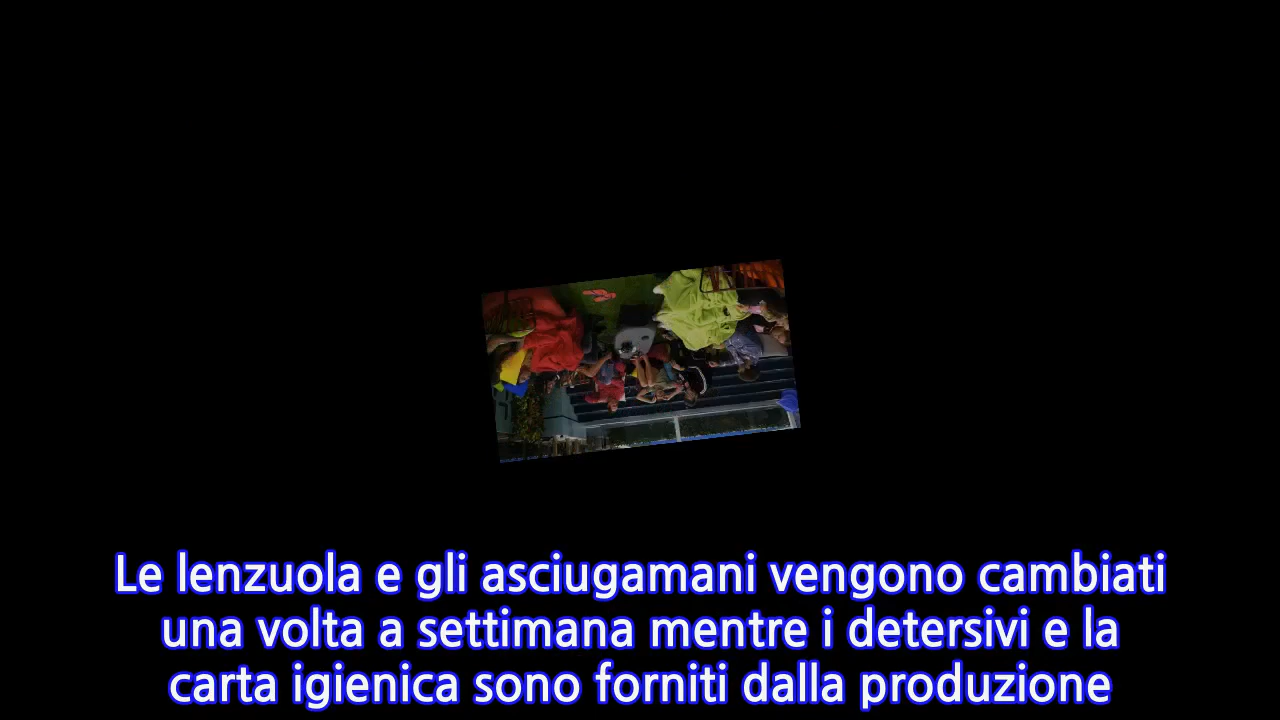 Le lenzuola e gli asciugamani vengono cambiati
una volta a settimana mentre i detersivi e la
carta igienica sono forniti dalla produzione